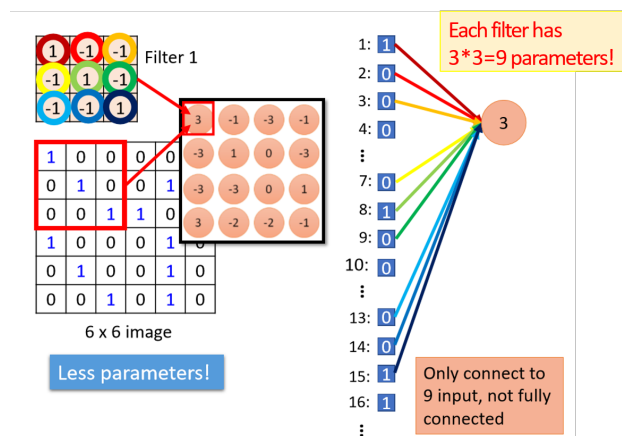 Each filter has
3*3=9 parameters!
1 -1 -1
-1 1 -1
-1 -1 1
Filter 1
3 -1 -3 -1
-3 1 0 -3
-3 -3 0 1
3 -2 -2 -1
1 0 0 0 0
0 1 0 0 1
0 0 1 1 0
1 0 0 0 1 0
0 1 0 0 1 0
0 0 1 0 1 0
6 x 6 image
Less parameters!
1: 1
2: 0
3: 0
4: 0
⋮
7: 0
8: 1
9: 0
10: 0
⋮
13: 0
14: 0
15: 1
16: 1
⋮
3
Only connect to
9 input, not fully
connected